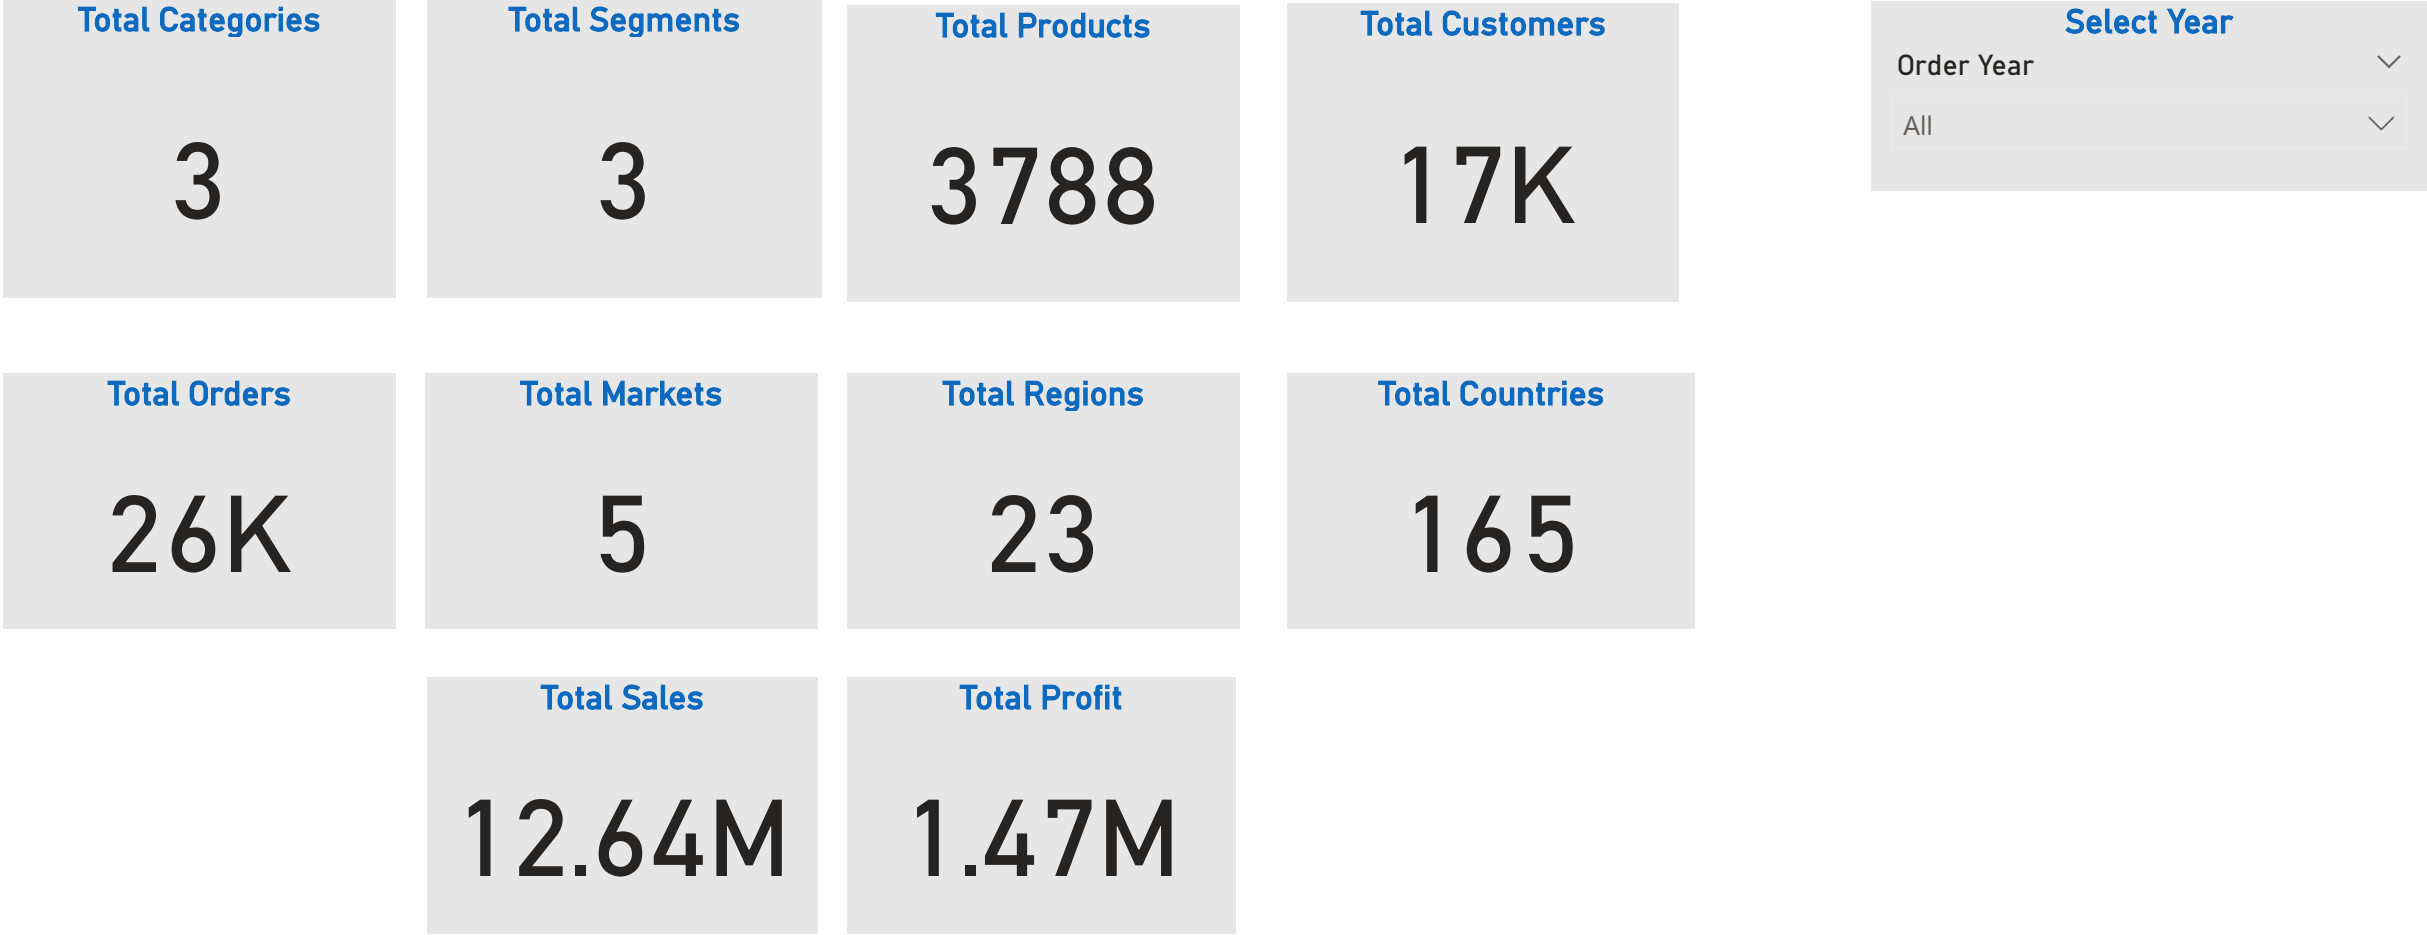 Total Categories
3
Total Segments
3
Total Products
3788
Total Customers
17K
Select Year
Order Year
All
Total Orders
26K
Total Markets
5
Total Regions
23
Total Countries
165
Total Sales
12.64M
Total Profit
1.47M